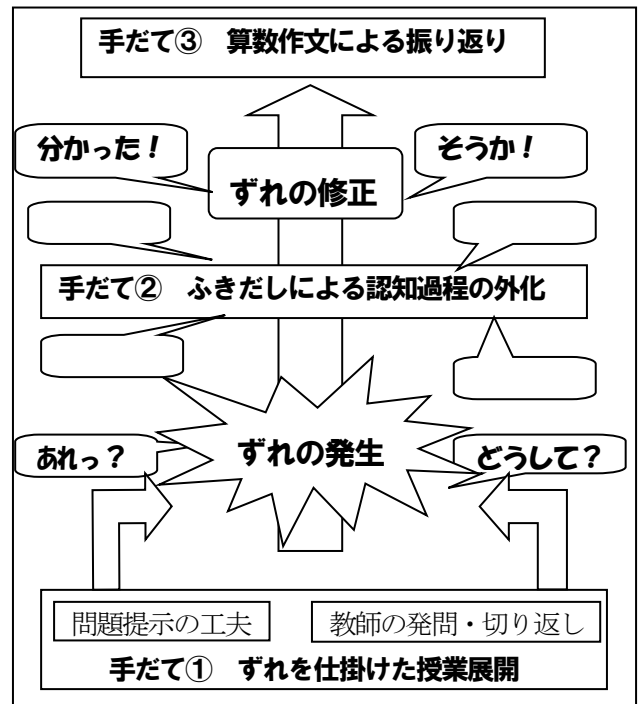 手だて③　算数作文による振り返り
分かった！
そうか！
ずれの修正
手だて②　ふきだしによる認知過程の外化
あれっ？
ずれの発生
どうして？
問題提示の工夫
教師の発問・切り返し
手だて①　ずれを仕掛けた授業展開